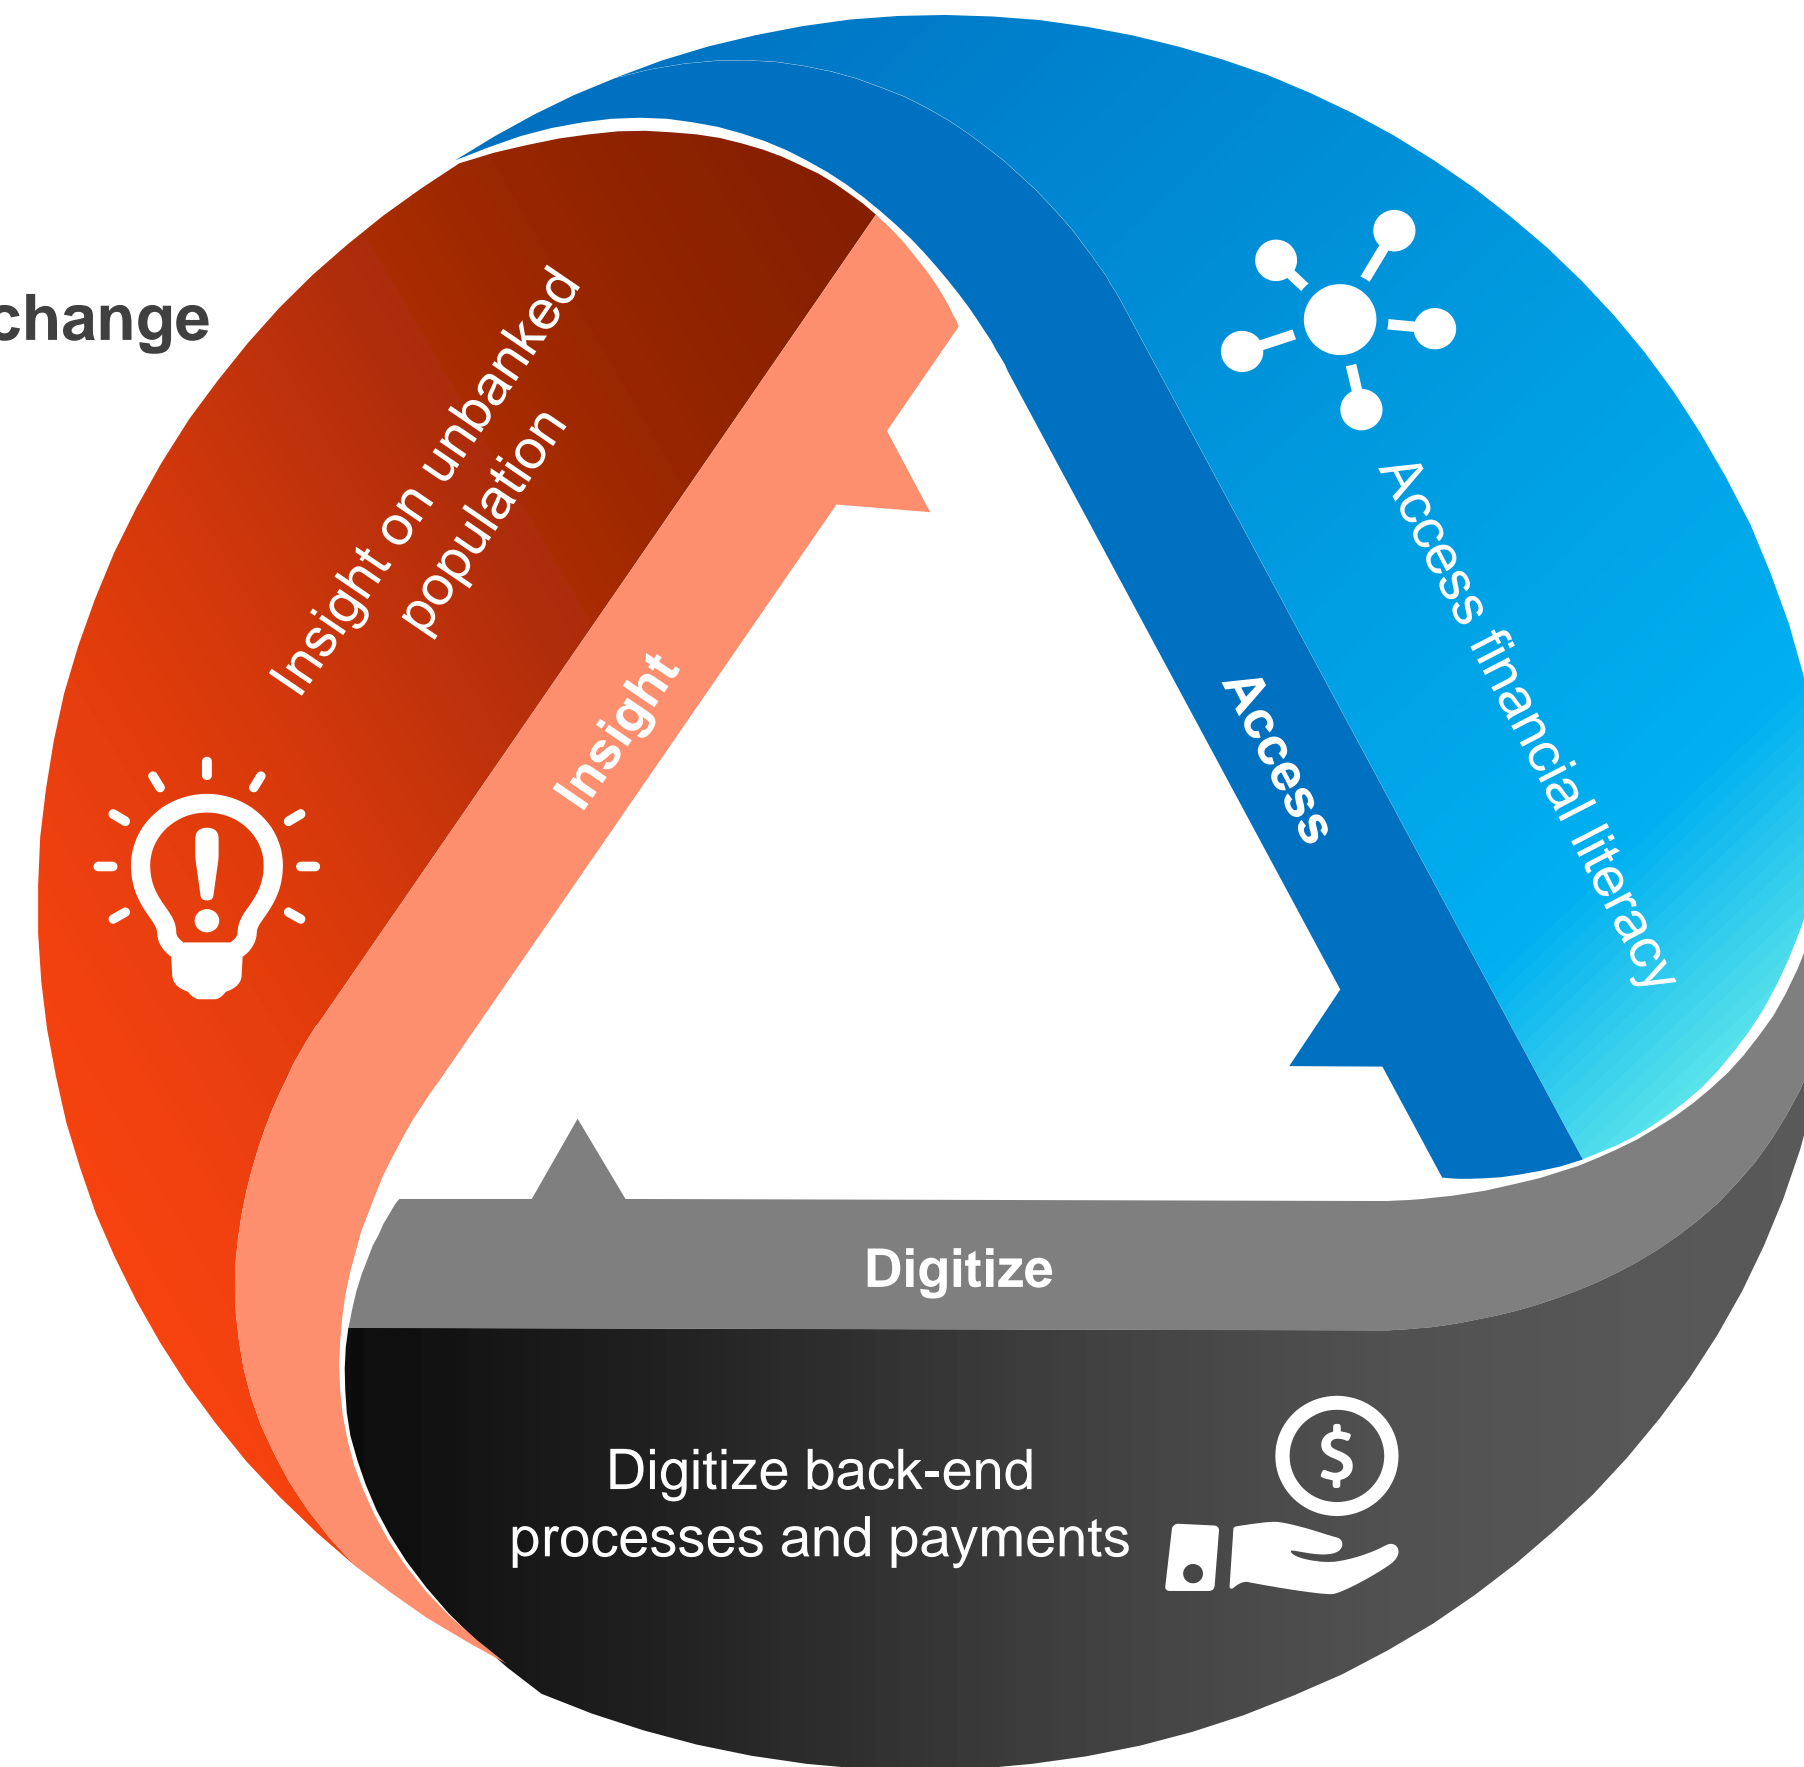 change
Insight on unbanked
population
Insight
Access
Access financial literacy
Digitize
Digitize back-end
processes and payments
$